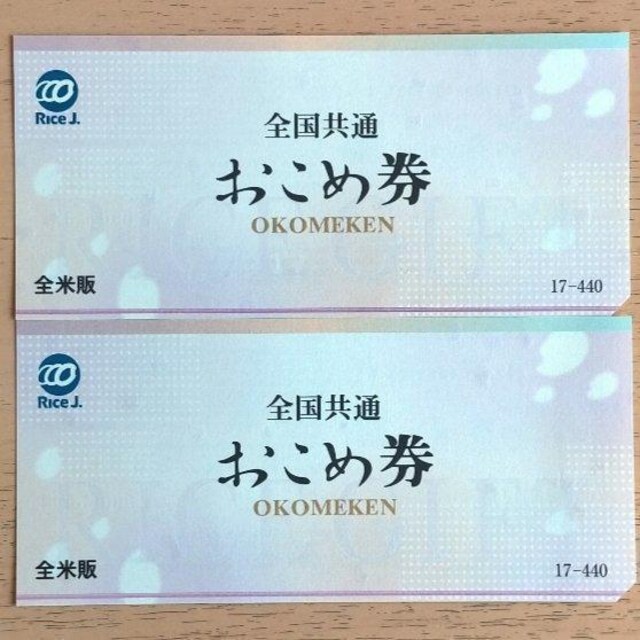 Rice J.
全国共通
おこめ券
OKOMEKEN
全米販
17-440
Rice J.
全国共通
おこめ券
OKOMEKEN
全米販
17-440